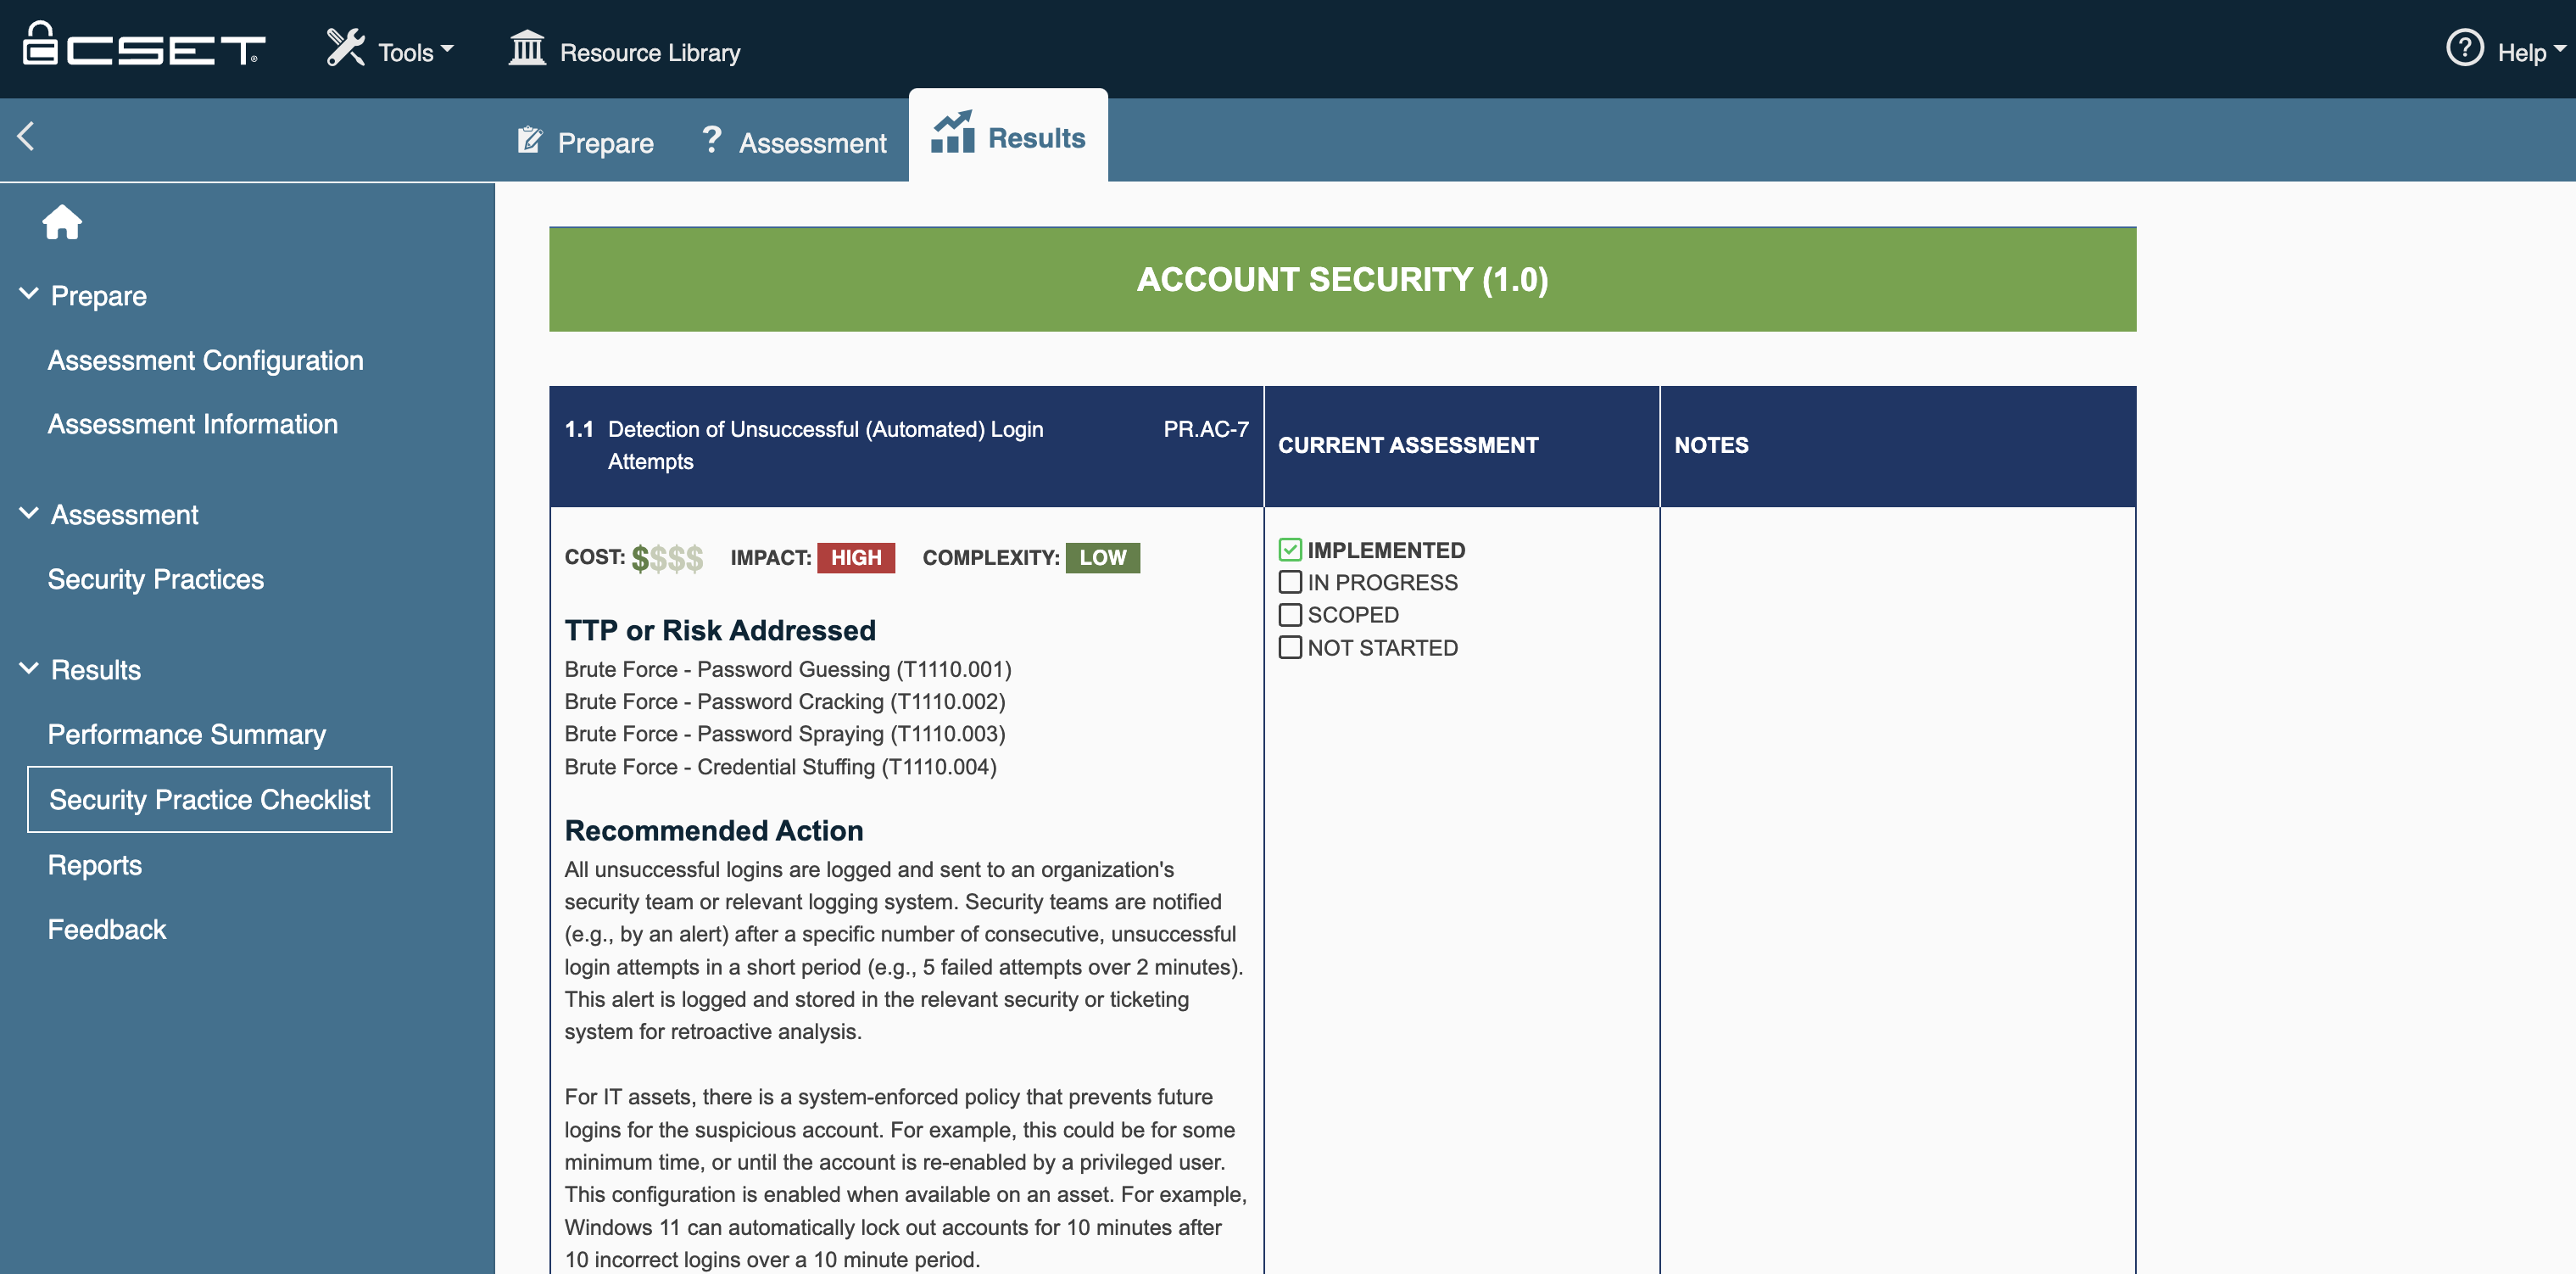 CSET
Tools
Resource Library
? Help
Prepare
? Assessment
Results
Prepare
Assessment Configuration
Assessment Information
Assessment
Security Practices
Results
Performance Summary
Security Practice Checklist
Reports
Feedback
ACCOUNT SECURITY (1.0)
1.1 Detection of Unsuccessful (Automated) Login PR.AC-7
Attempts
CURRENT ASSESSMENT
NOTES
COST: $$$$ IMPACT: HIGH COMPLEXITY: LOW
TTP or Risk Addressed
Brute Force - Password Guessing (T1110.001)
Brute Force - Password Cracking (T1110.002)
Brute Force - Password Spraying (T1110.003)
Brute Force - Credential Stuffing (T1110.004)
Recommended Action
All unsuccessful logins are logged and sent to an organization's
security team or relevant logging system. Security teams are notified
(e.g., by an alert) after a specific number of consecutive, unsuccessful
login attempts in a short period (e.g., 5 failed attempts over 2 minutes).
This alert is logged and stored in the relevant security or ticketing
system for retroactive analysis.
For IT assets, there is a system-enforced policy that prevents future
logins for the suspicious account. For example, this could be for some
minimum time, or until the account is re-enabled by a privileged user.
This configuration is enabled when available on an asset. For example,
Windows 11 can automatically lock out accounts for 10 minutes after
10 incorrect logins over a 10 minute period.
IMPLEMENTED
IN PROGRESS
SCOPED
NOT STARTED